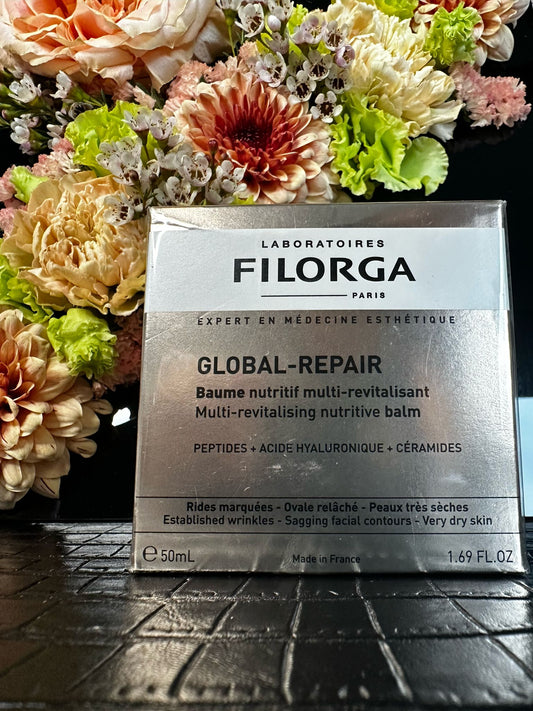 LABORATOIRES
FILORGA
PARIS
EXPERT EN MÉDECINE ESTHÉTIQUE
GLOBAL-REPAIR
Baume nutritif multi-revitalisant
Multi-revitalising nutritive balm
PEPTIDES + ACIDE HYALURONIQUE + CÉRAMIDES
Rides marquées - Ovale relâché - Peaux très sèches
Established wrinkles - Sagging facial contours - Very dry skin
℮ 50mL Made in France 1.69 FL.OZ